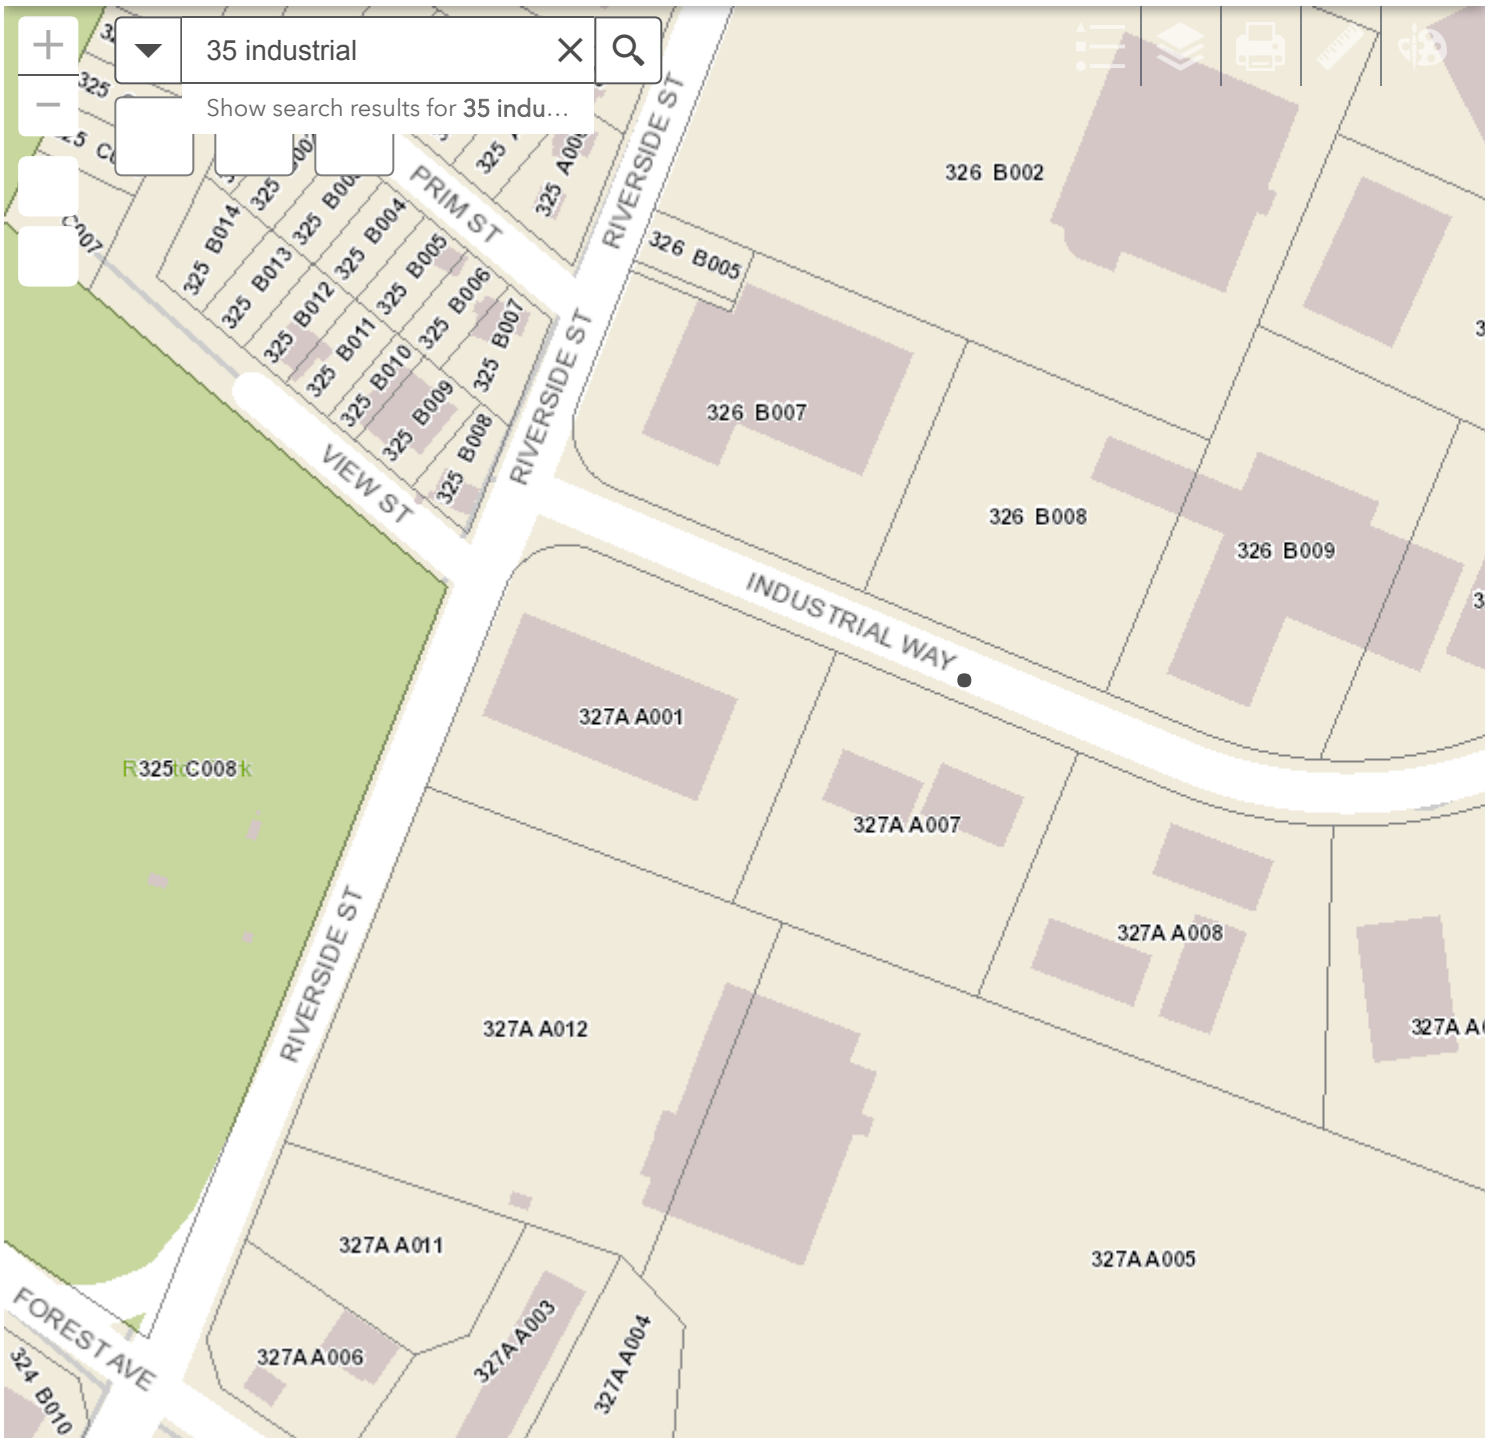 35 industrial
Show search results for 35 indu…
RIVERSIDE ST
PRIM ST
326 B002
326 B005
C007
325 B014
325 B013
325 B012
325 B011
325 B010
325 B009
325 B008
325 B004
325 B005
325 B006
325 B007
RIVERSIDE ST
VIEW ST
326 B007
326 B008
326 B009
INDUSTRIAL WAY
327A A001
325 C008
327A A007
327A A008
RIVERSIDE ST
327A A012
327A A0
327A A011
327A A005
327A A006
327A A003
327A A004
FOREST AVE
324 B010